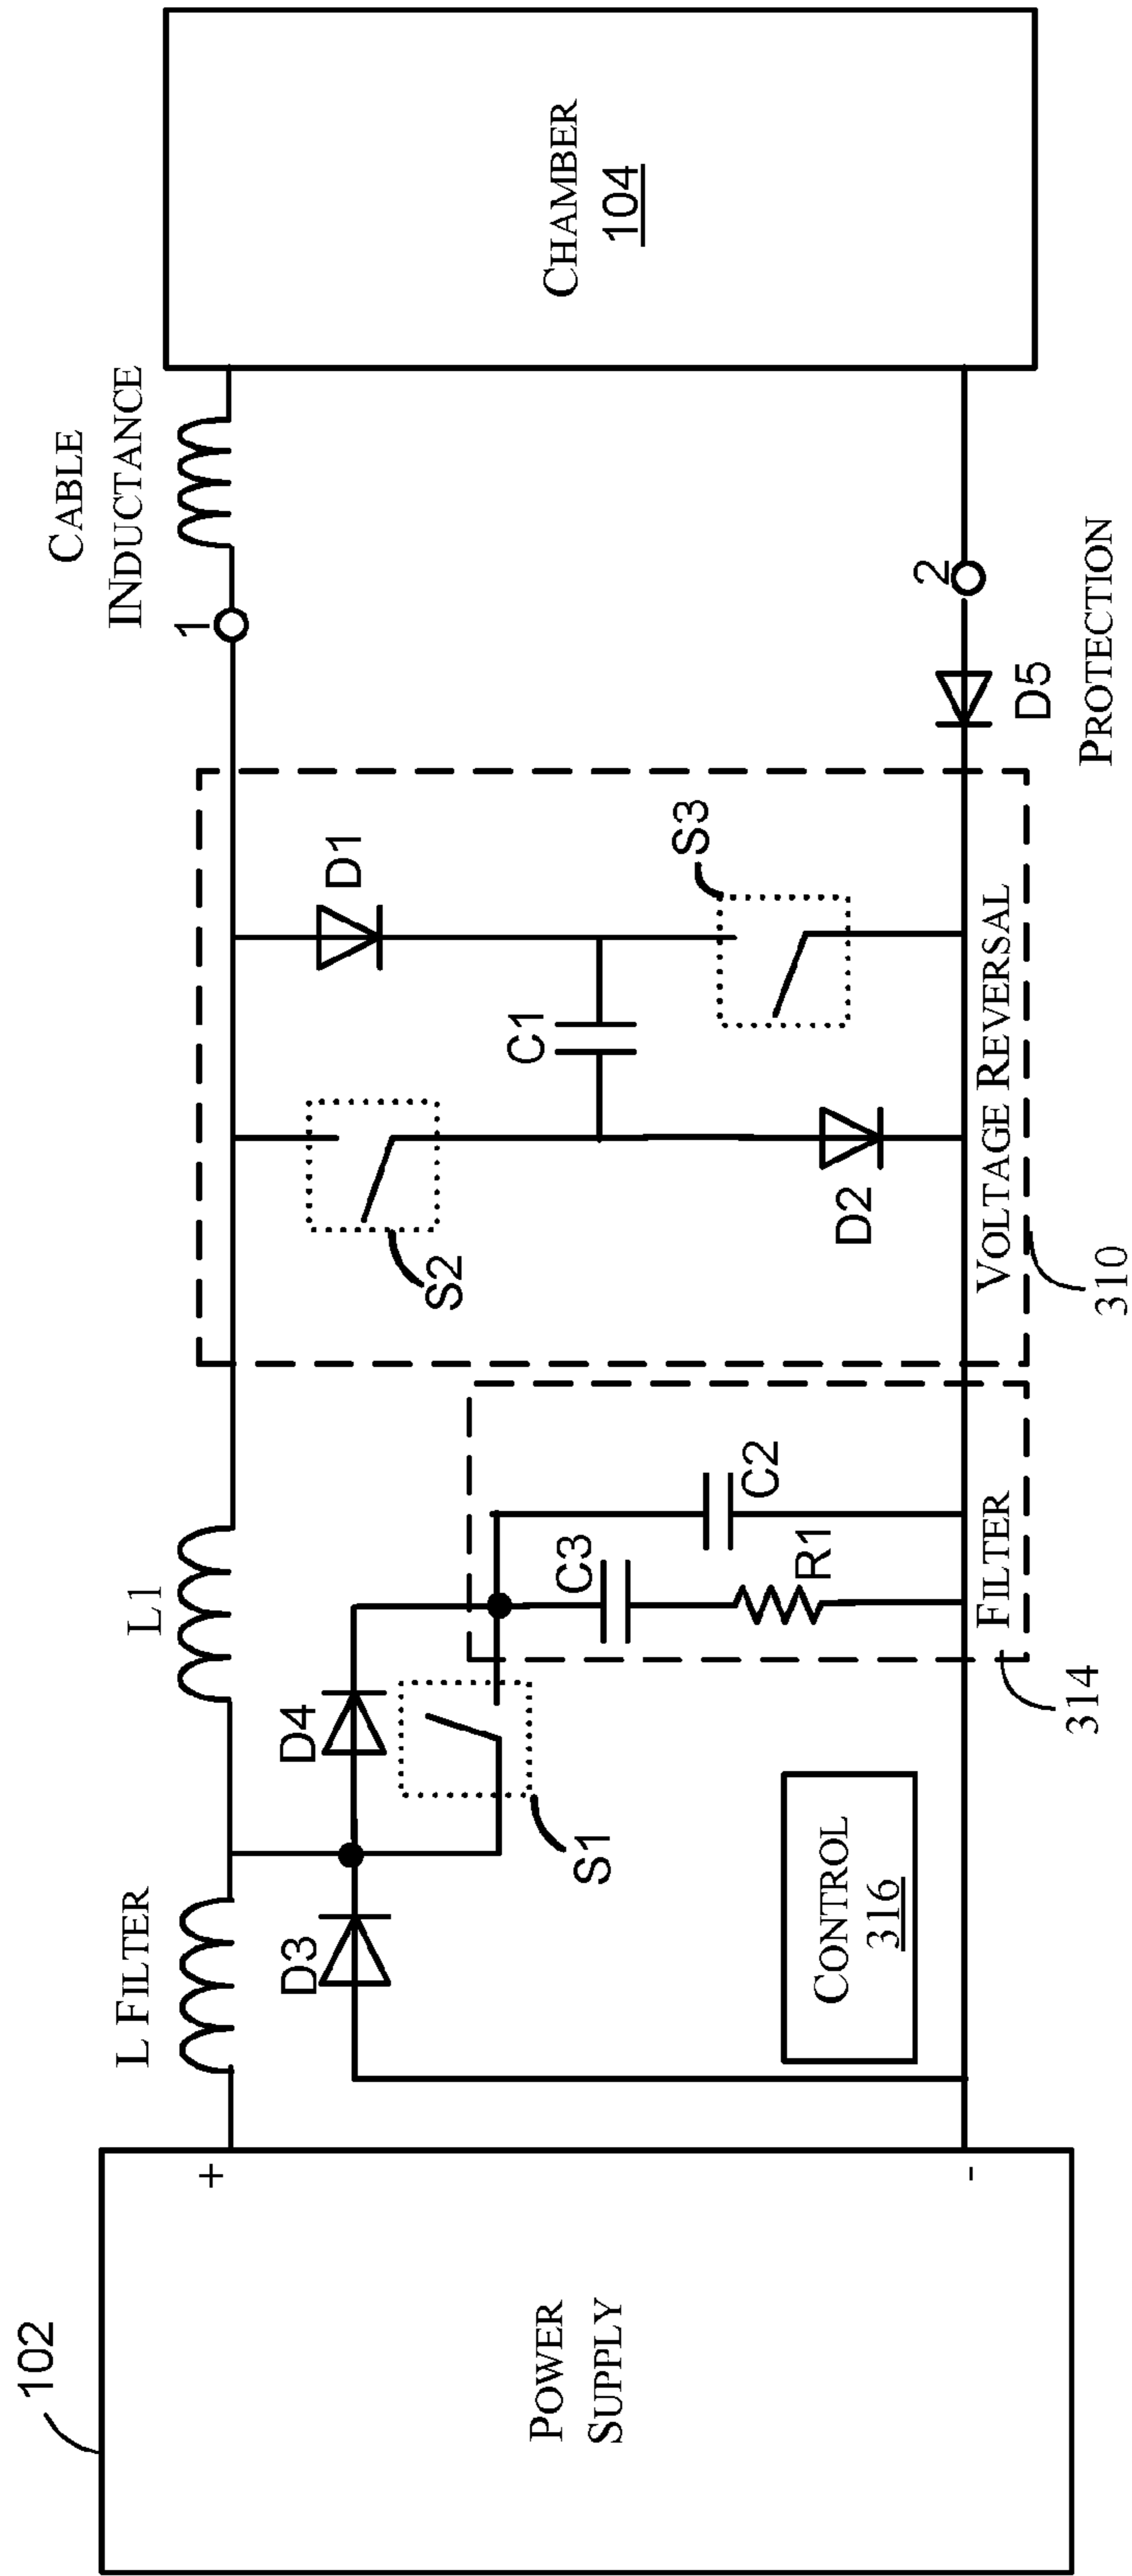 102
POWER
SUPPLY
+
-
L FILTER
D3
D4
S1
CONTROL
316
L1
C3
R1
C2
FILTER
314
S2
D2
C1
D1
S3
VOLTAGE REVERSAL
310
D5
PROTECTION
1
2
CABLE
INDUCTANCE
CHAMBER
104